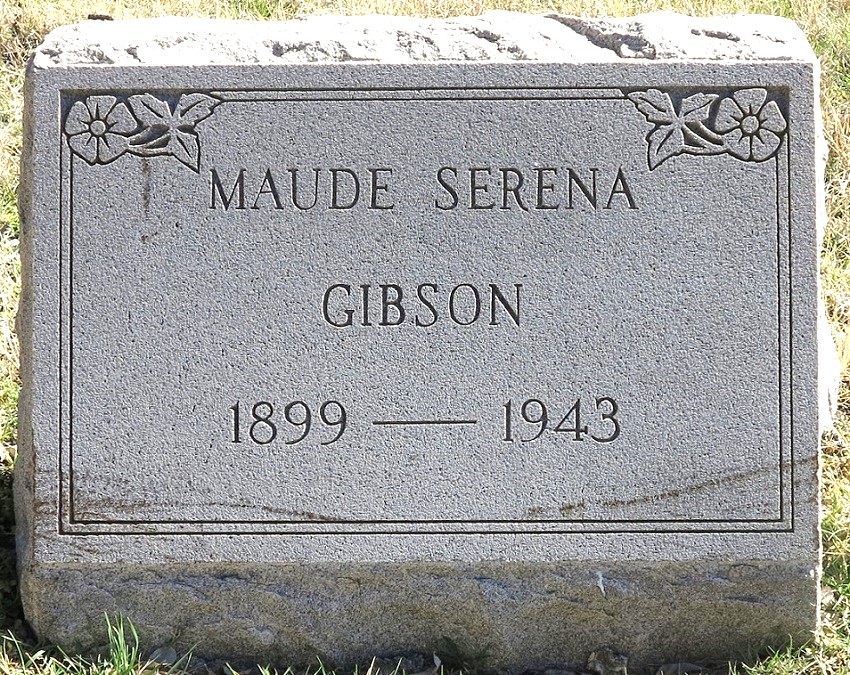 MAUDE SERENA
GIBSON
1899 — 1943